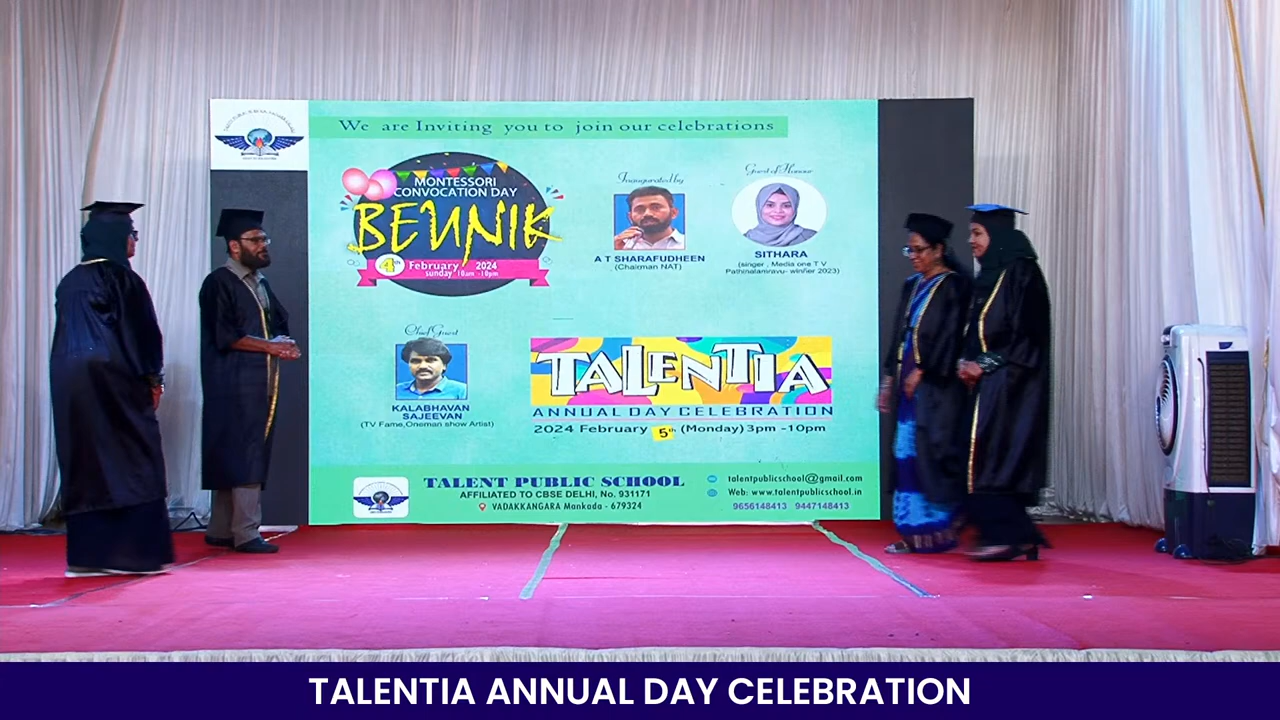 We are Inviting you to join our celebrations
MONTESSORI
CONVOCATION DAY
BEUNIK
4th February 2024
sunday 10am -10pm
Inaugurated by
A T SHARAFUDHEEN
(Chairman NAT)
Guest of Honour
SITHARA
(singer , Media one T V
Pathinalamravu- winner 2023)
Chief Guest
KALABHAVAN
SAJEEVAN
(TV Fame,Oneman show Artist)
TALENTIA
ANNUAL DAY CELEBRATION
2024 February 5th (Monday) 3pm -10pm
TALENT PUBLIC SCHOOL
AFFILIATED TO CBSE DELHI, No. 931171
VADAKKANGARA Mankada - 679324
talentpublicschool@gmail.com
Web: www.talentpublicschool.in
9656148413 9447148413
TALENTIA ANNUAL DAY CELEBRATION